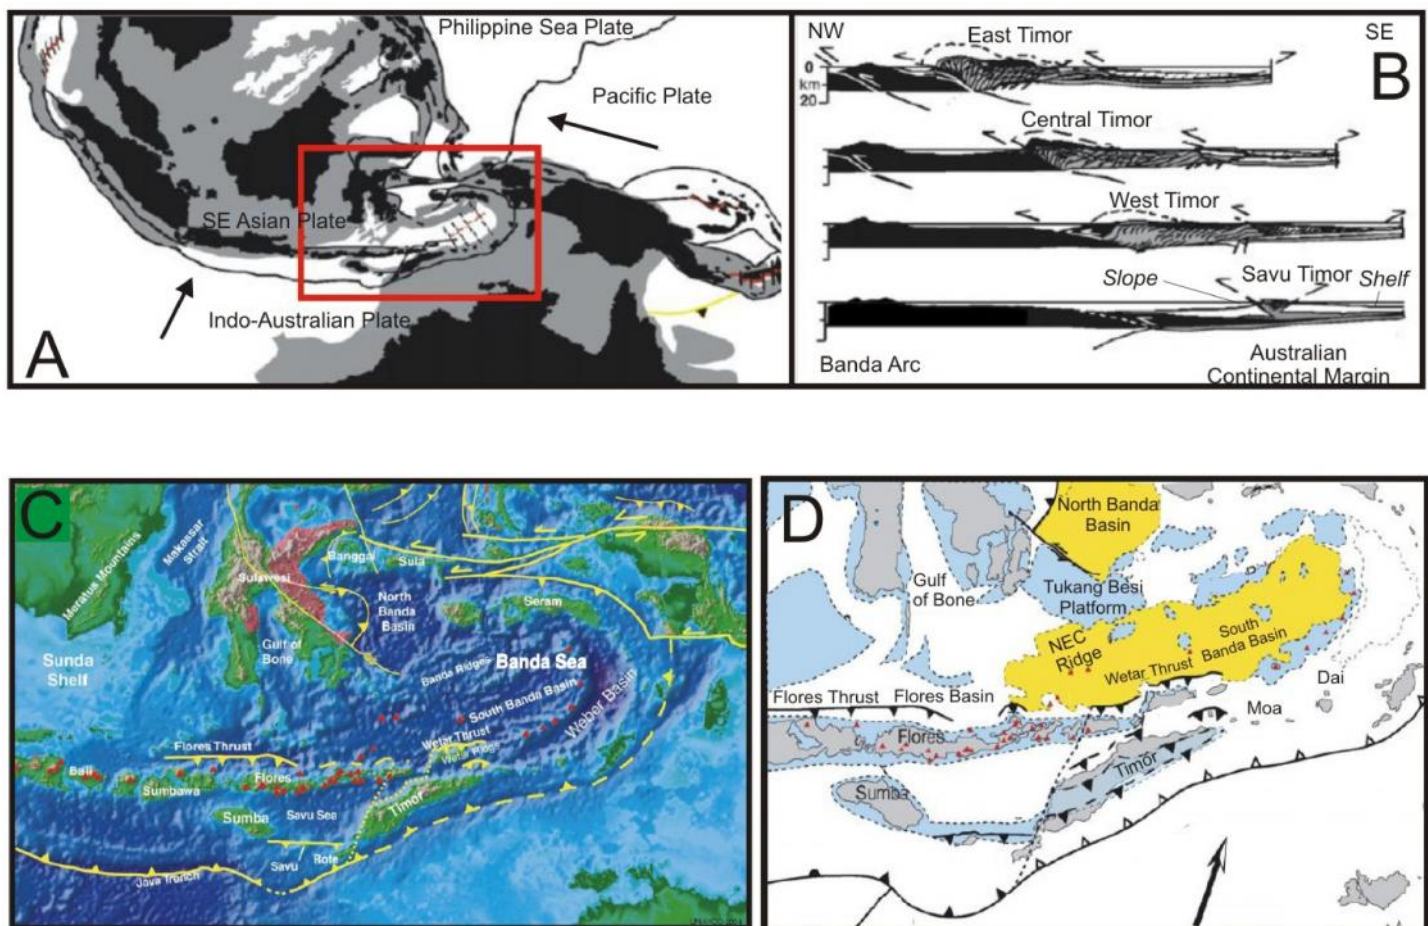 Philippine Sea Plate
Pacific Plate
SE Asian Plate
Indo-Australian Plate
A
NW
East Timor
SE
B
0
km
20
Central Timor
West Timor
Savu Timor
Slope
Shelf
Banda Arc
Australian
Continental Margin
C
Meratus Mountains
Makassar
Strait
Sulawesi
Banggai
Sula
North
Banda
Basin
Seram
Gulf of
Bone
Sunda
Shelf
Banda Ridges
Banda Sea
South Banda Basin
Weber Basin
Flores Thrust
Wetar Thrust
Wetar Ridge
Bali
Sumbawa
Flores
Timor
Sumba
Savu Sea
Savu
Rote
Java Trench
D
North Banda
Basin
Gulf
of Bone
Tukang Besi
Platform
NEC
Ridge
South
Banda Basin
Wetar Thrust
Flores Thrust
Flores Basin
Dai
Moa
Flores
Timor
Sumba